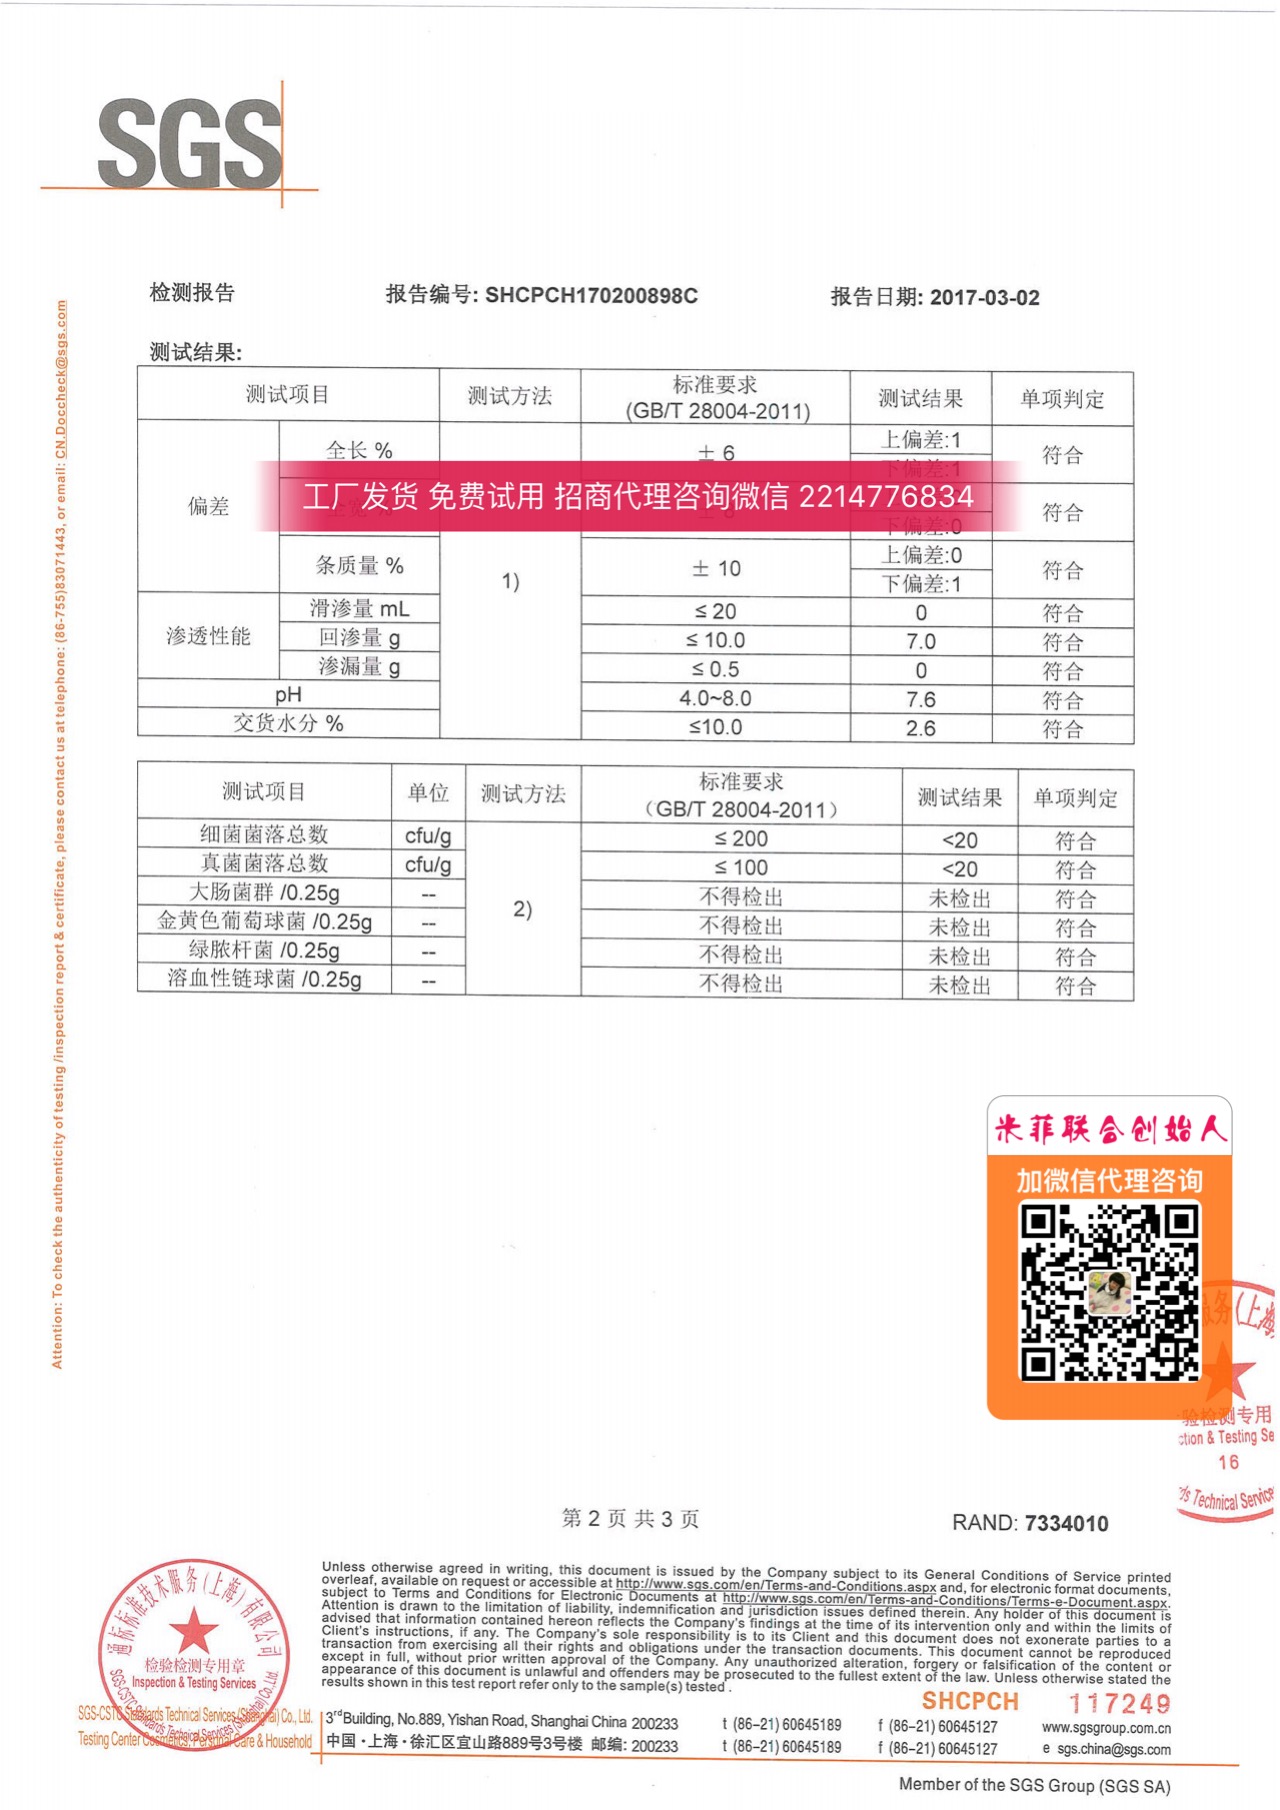 SGS
检测报告 报告编号: SHCPCH170200898C 报告日期: 2017-03-02
测试结果:
测试项目 测试方法 标准要求 (GB/T 28004-2011) 测试结果 单项判定
偏差 全长 % 1) ± 6 上偏差:1 符合
下偏差:1
工厂发货 免费试用 招商代理咨询微信 2214776834
符合
下偏差:0
条质量 % ± 10 上偏差:0 符合
下偏差:1
渗透性能 滑渗量 mL ≤ 20 0 符合
回渗量 g ≤ 10.0 7.0 符合
渗漏量 g ≤ 0.5 0 符合
pH 4.0~8.0 7.6 符合
交货水分 % ≤10.0 2.6 符合
测试项目 单位 测试方法 标准要求 (GB/T 28004-2011) 测试结果 单项判定
细菌菌落总数 cfu/g 2) ≤ 200 <20 符合
真菌菌落总数 cfu/g ≤ 100 <20 符合
大肠菌群 /0.25g -- 不得检出 未检出 符合
金黄色葡萄球菌 /0.25g -- 不得检出 未检出 符合
绿脓杆菌 /0.25g -- 不得检出 未检出 符合
溶血性链球菌 /0.25g -- 不得检出 未检出 符合
Attention: To check the authenticity of testing /inspection report & certificate, please contact us at telephone: (86-755)83071443, or email: CN.Doccheck@sgs.com
米菲联合创始人
加微信代理咨询
服务(上海
验检测专用
ction & Testing Se
16
ds Technical Service
第 2 页 共 3 页 RAND: 7334010
通标标准技术服务(上海)有限公司
检验检测专用章
Inspection & Testing Services
SGS-CSTC Standards Technical Services (Shanghai) Co., Ltd.
Unless otherwise agreed in writing, this document is issued by the Company subject to its General Conditions of Service printed
overleaf, available on request or accessible at http://www.sgs.com/en/Terms-and-Conditions.aspx and, for electronic format documents,
subject to Terms and Conditions for Electronic Documents at http://www.sgs.com/en/Terms-and-Conditions/Terms-e-Document.aspx.
Attention is drawn to the limitation of liability, indemnification and jurisdiction issues defined therein. Any holder of this document is
advised that information contained hereon reflects the Company's findings at the time of its intervention only and within the limits of
Client's instructions, if any. The Company's sole responsibility is to its Client and this document does not exonerate parties to a
transaction from exercising all their rights and obligations under the transaction documents. This document cannot be reproduced
except in full, without prior written approval of the Company. Any unauthorized alteration, forgery or falsification of the content or
appearance of this document is unlawful and offenders may be prosecuted to the fullest extent of the law. Unless otherwise stated the
results shown in this test report refer only to the sample(s) tested .
SHCPCH 117249
SGS-CSTC Standards Technical Services (Shanghai) Co., Ltd.
Testing Center Cosmetics, Personal Care & Household
3rd Building, No.889, Yishan Road, Shanghai China 200233 t (86-21) 60645189 f (86-21) 60645127 www.sgsgroup.com.cn
中国・上海・徐汇区宜山路889号3号楼 邮编: 200233 t (86-21) 60645189 f (86-21) 60645127 e sgs.china@sgs.com
Member of the SGS Group (SGS SA)